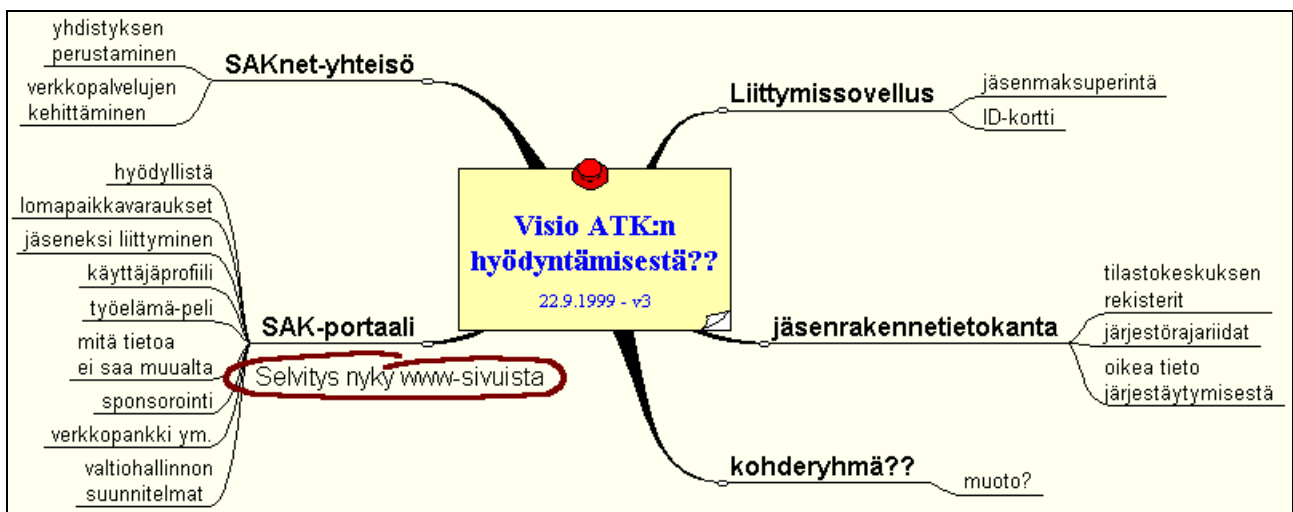 Visio ATK:n
hyödyntämisestä??
22.9.1999 - v3
SAKnet-yhteisö
yhdistyksen
perustaminen
verkkopalvelujen
kehittäminen
Liittymissovellus
jäsenmaksuperintä
ID-kortti
SAK-portaali
hyödyllistä
lomapaikkavaraukset
jäseneksi liittyminen
käyttäjäprofiili
työelämä-peli
mitä tietoa
ei saa muualta
sponsorointi
verkkopankki ym.
valtiohallinnon
suunnitelmat
Selvitys nyky www-sivuista
jäsenrakennetietokanta
tilastokeskuksen
rekisterit
järjestörajariidat
oikea tieto
järjestäytymisestä
kohderyhmä??
muoto?